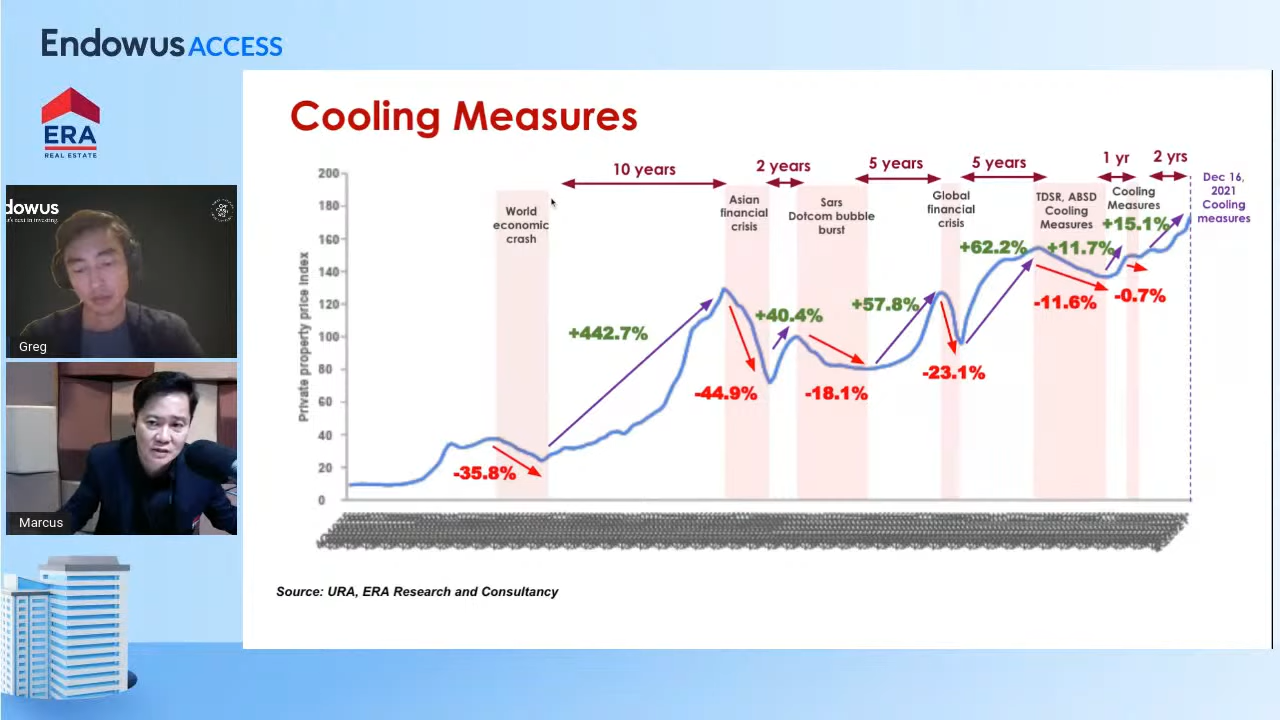 Endowus ACCESS
ERA
REAL ESTATE
dowus
Greg
Marcus
Cooling Measures
10 years
2 years
5 years
5 years
1 yr
2 yrs
Dec 16,
2021
Cooling
measures
World
economic
crash
Asian
financial
crisis
Sars
Dotcom bubble
burst
Global
financial
crisis
TDSR, ABSD
Cooling
Measures
Cooling
Measures
Private property price index
200
180
160
140
120
100
80
60
40
20
0
-35.8%
+442.7%
-44.9%
+40.4%
-18.1%
+57.8%
-23.1%
+62.2%
-11.6%
+11.7%
-0.7%
+15.1%
Source: URA, ERA Research and Consultancy